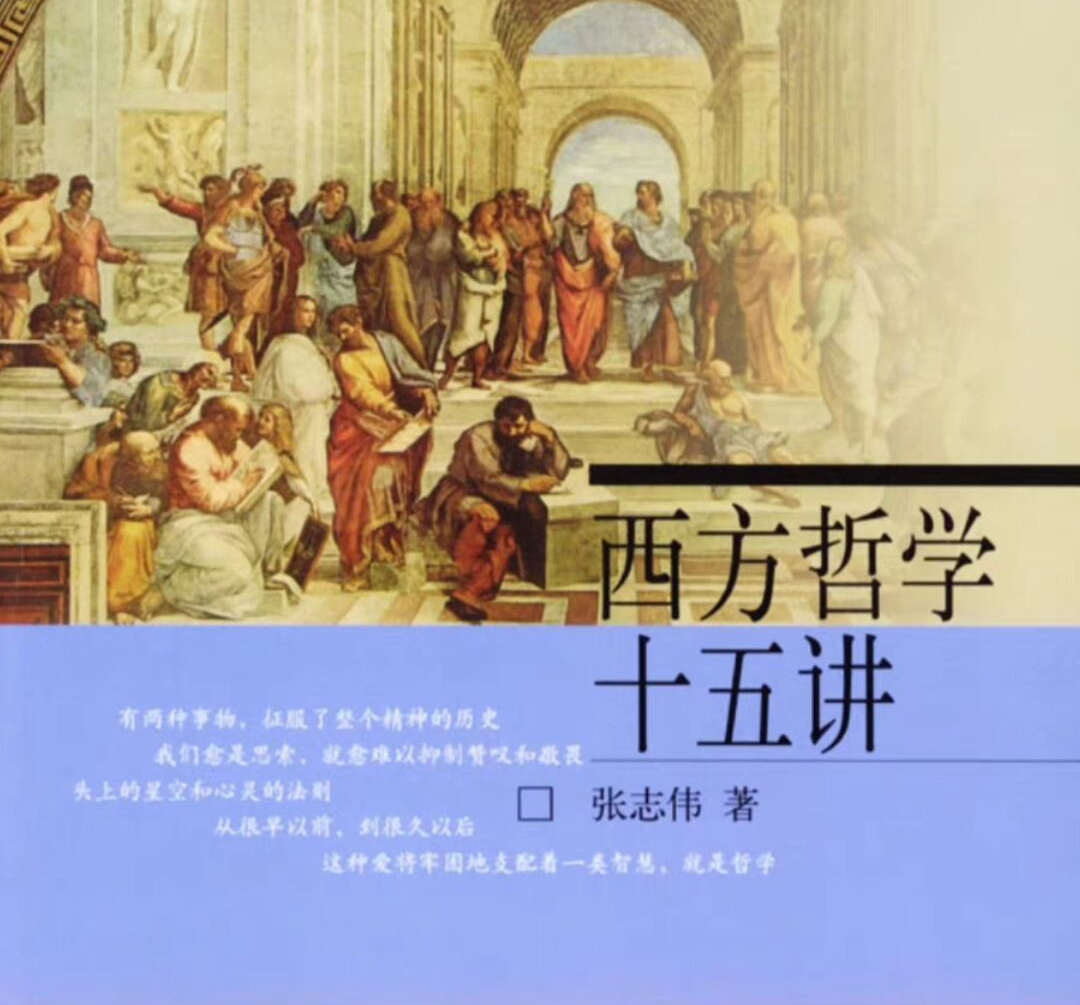 西方哲学
十五讲
有两种事物，征服了整个精神的历史
我们愈是思索，就愈难以抑制赞叹和敬畏
头上的星空和心灵的法则
□ 张志伟 著
从很早以前，到很久以后
这种爱将牢固地支配着一类智慧，就是哲学